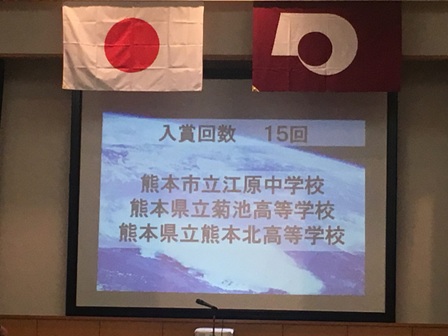 入賞回数　15回
熊本市立江原中学校
熊本県立菊池高等学校
熊本県立熊本北高等学校